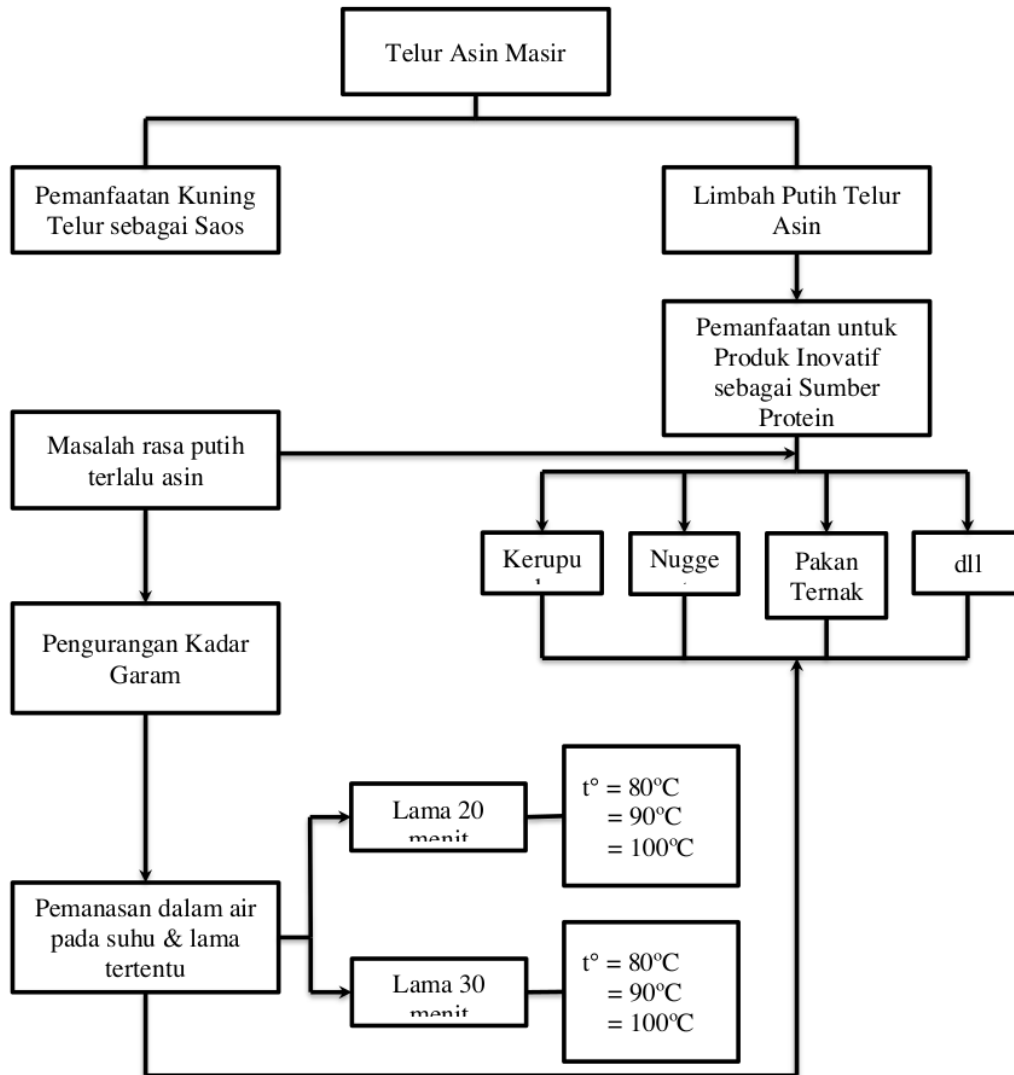 Telur Asin Masir
Pemanfaatan Kuning
Telur sebagai Saos
Limbah Putih Telur
Asin
Pemanfaatan untuk
Produk Inovatif
sebagai Sumber
Protein
Masalah rasa putih
terlalu asin
Kerupu
Nugge
Pakan
Ternak
dll
Pengurangan Kadar
Garam
Lama 20
menit
t° = 80°C
= 90°C
= 100°C
Pemanasan dalam air
pada suhu & lama
tertentu
Lama 30
menit
t° = 80°C
= 90°C
= 100°C